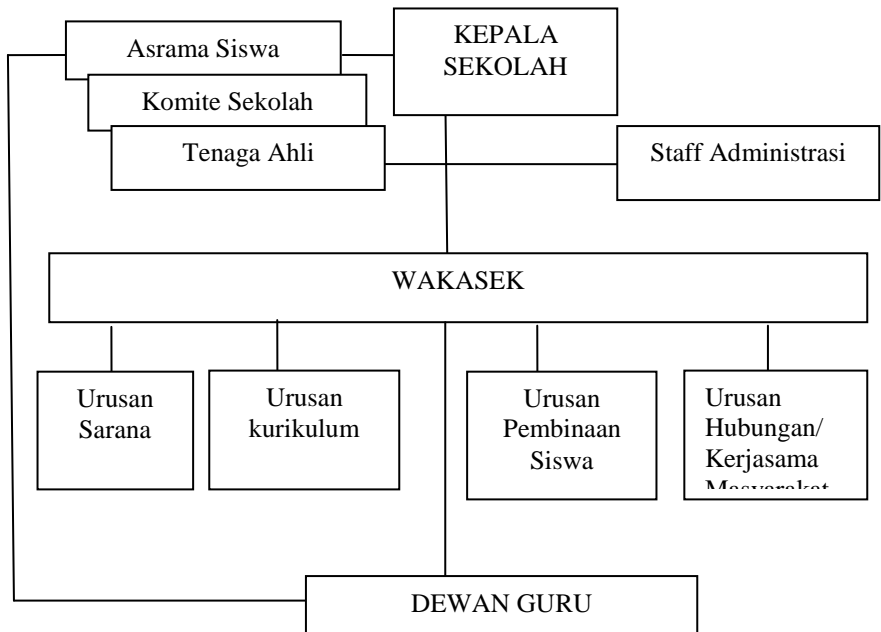 Asrama Siswa
KEPALA
SEKOLAH
Komite Sekolah
Tenaga Ahli
Staff Administrasi
WAKASEK
Urusan
Sarana
Urusan
kurikulum
Urusan
Pembinaan
Siswa
Urusan
Hubungan/
Kerjasama
Masyarakat
DEWAN GURU